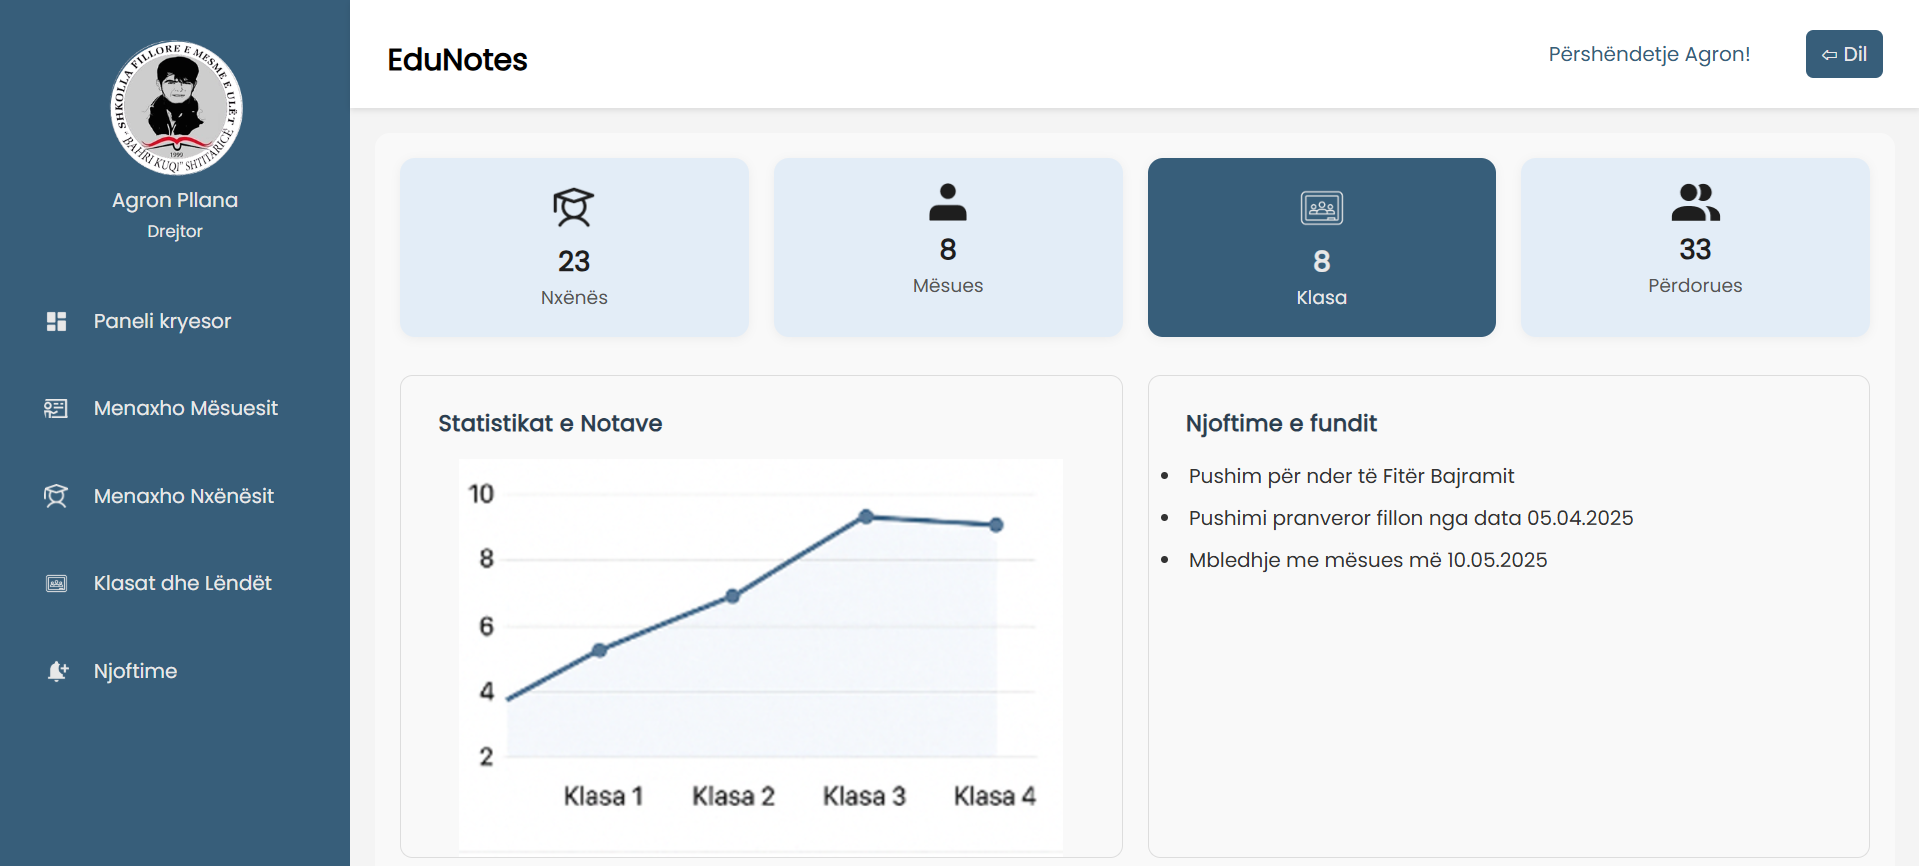 SHKOLLA FILLORE E MESME E ULËT
"BAHRI KUQI" SHTITARICË
1999
Agron Pllana
Drejtor
Paneli kryesor
Menaxho Mësuesit
Menaxho Nxënësit
Klasat dhe Lëndët
Njoftime
EduNotes
Përshëndetje Agron!
⇦ Dil
23
Nxënës
8
Mësues
8
Klasa
33
Përdorues
Statistikat e Notave
10
8
6
4
2
Klasa 1 Klasa 2 Klasa 3 Klasa 4
Njoftime e fundit
• Pushim për nder të Fitër Bajramit
• Pushimi pranveror fillon nga data 05.04.2025
• Mbledhje me mësues më 10.05.2025